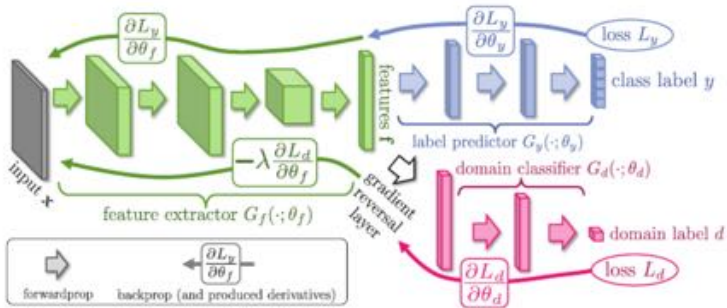 ∂L_y/∂θ_f
∂L_y/∂θ_y
loss L_y
features f
class label y
label predictor G_y(·;θ_y)
input x
−λ ∂L_d/∂θ_f
feature extractor G_f(·;θ_f)
gradient
reversal
layer
domain classifier G_d(·;θ_d)
domain label d
∂L_d/∂θ_d
loss L_d
forwardprop
∂L_y/∂θ_f
backprop (and produced derivatives)